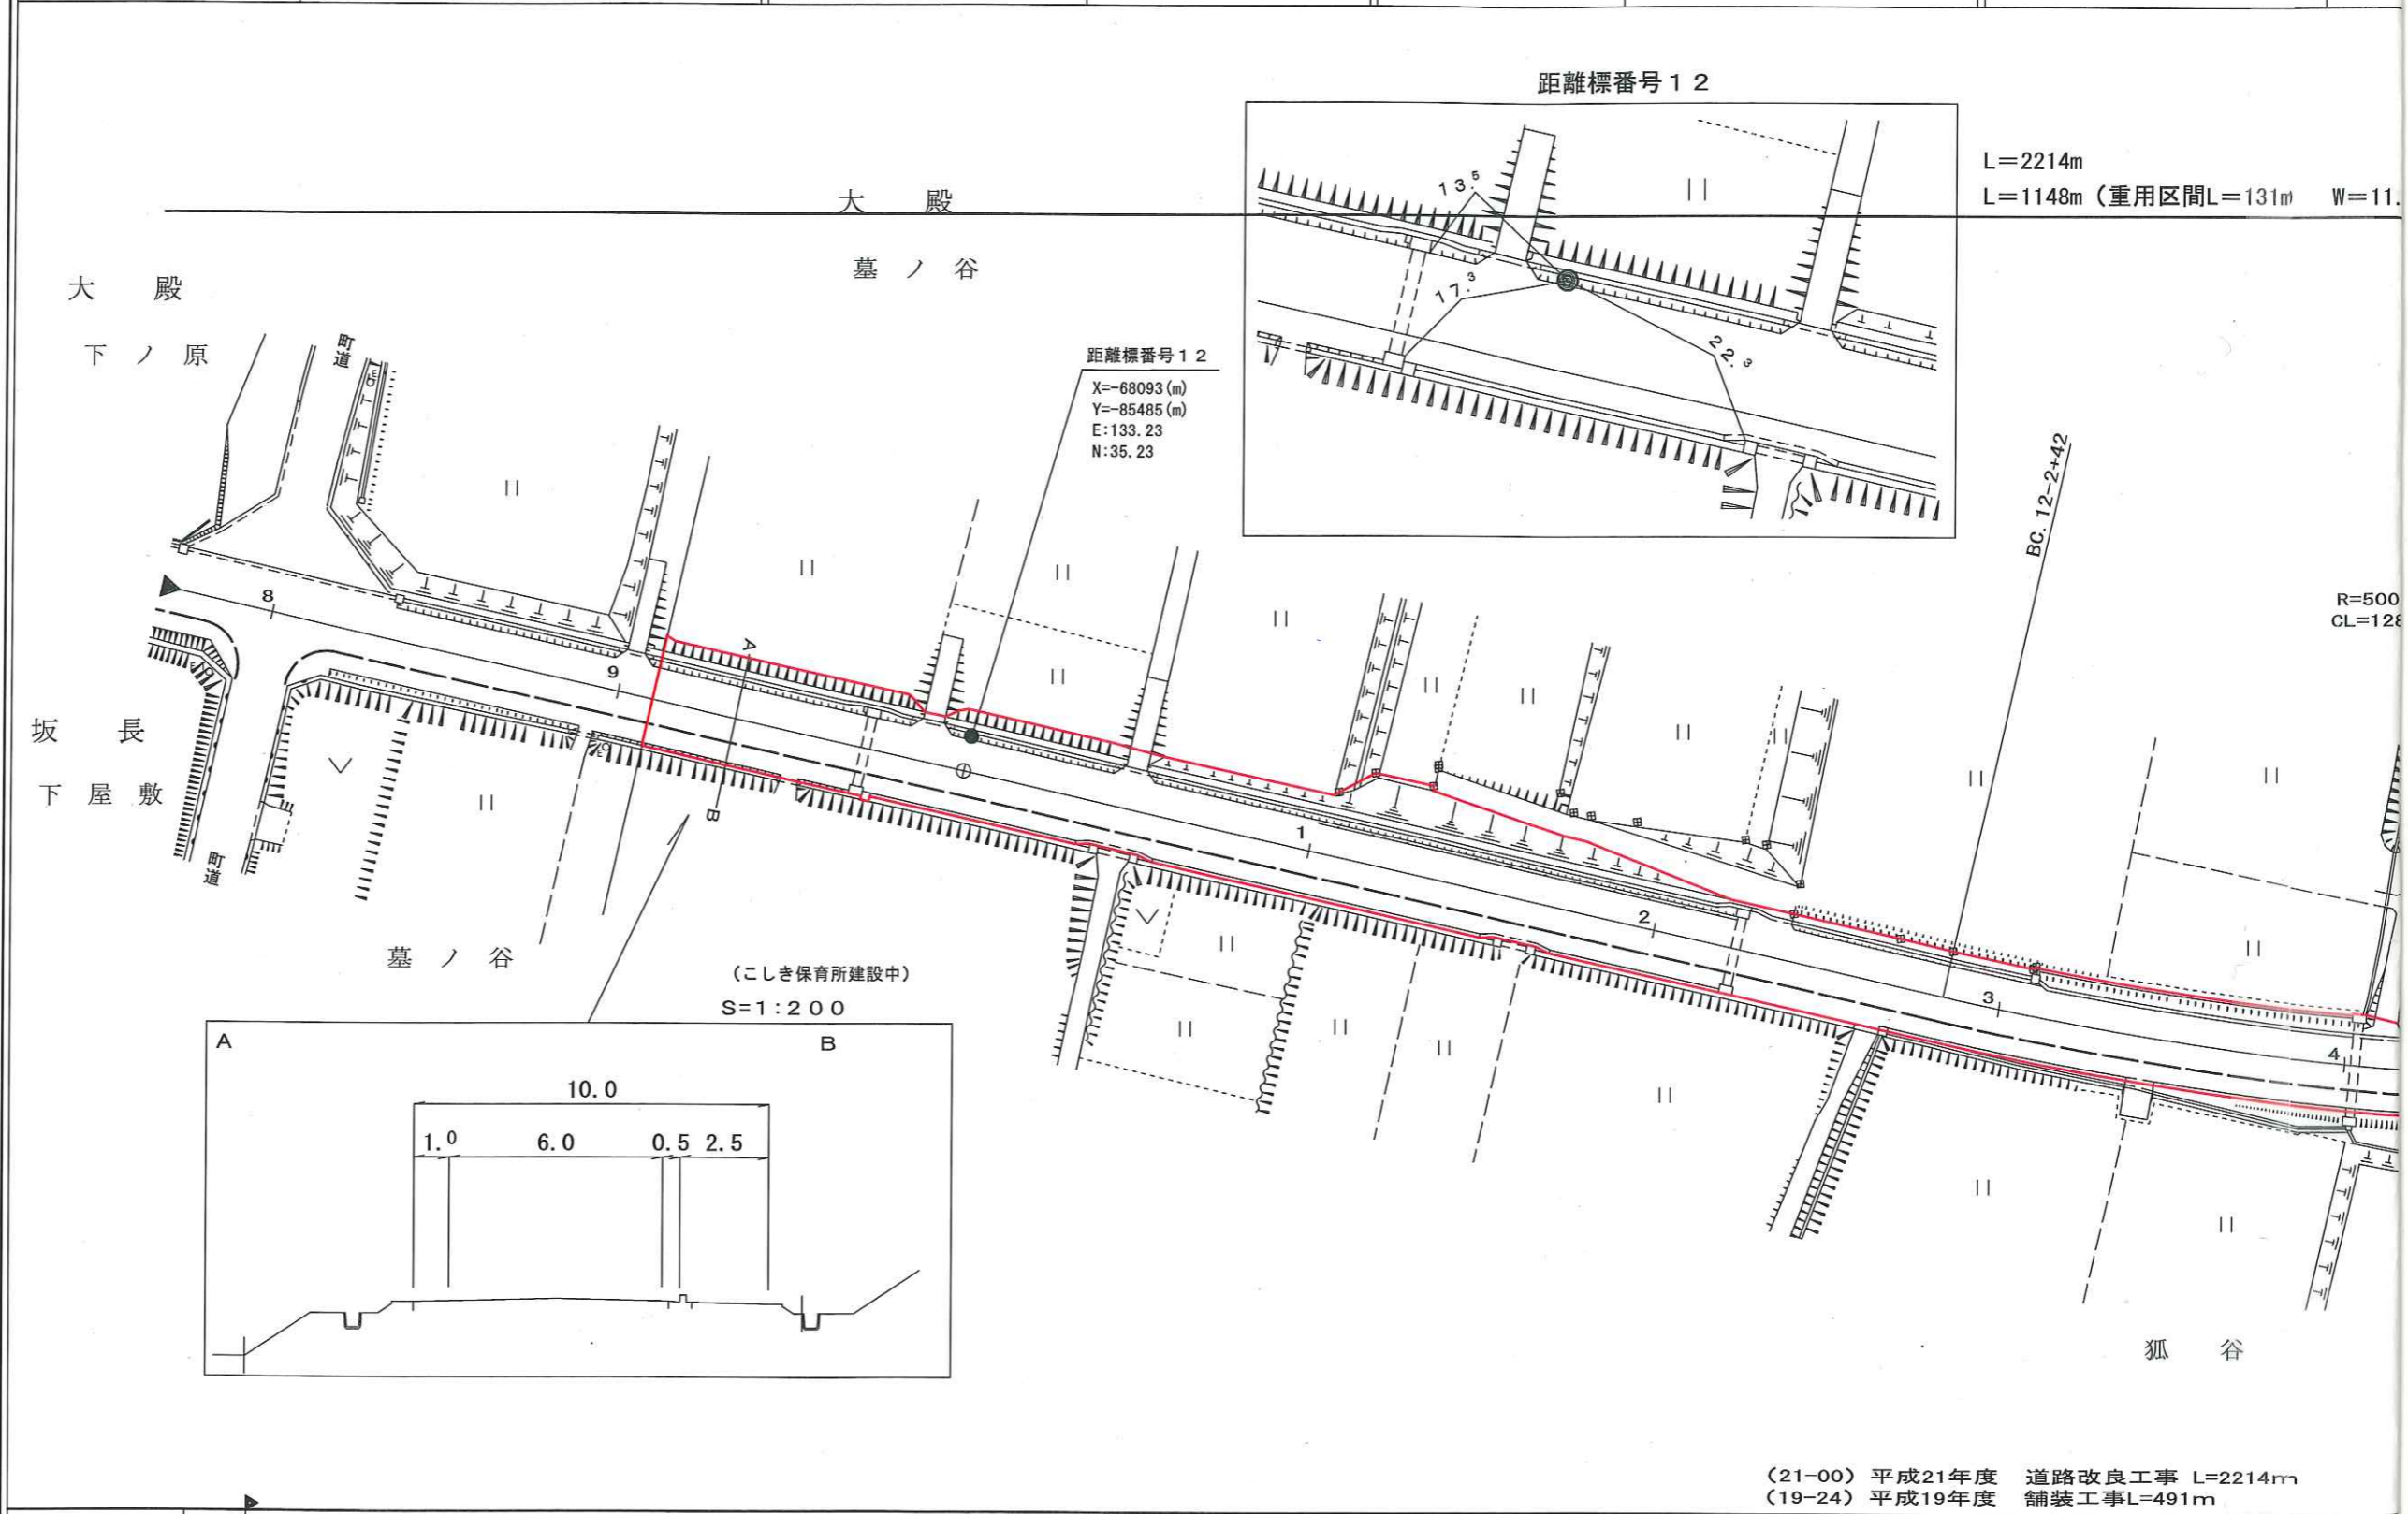 距離標番号12
L=2214m
L=1148m(重用区間L=131m W=11.
大殿
墓ノ谷
大殿
下ノ原
町道
13.5
17.3
22.3
距離標番号12
X=-68093(m)
Y=-85485(m)
E:133.23
N:35.23
BC. 12-2+42
R=500
CL=128
8
9
A
B
1
2
3
4
坂長
下屋敷
町道
墓ノ谷
(こしき保育所建設中)
S=1:200
A
B
10.0
1.0 6.0 0.5 2.5
狐谷
(21-00) 平成21年度 道路改良工事 L=2214m
(19-24) 平成19年度 舗装工事L=491m